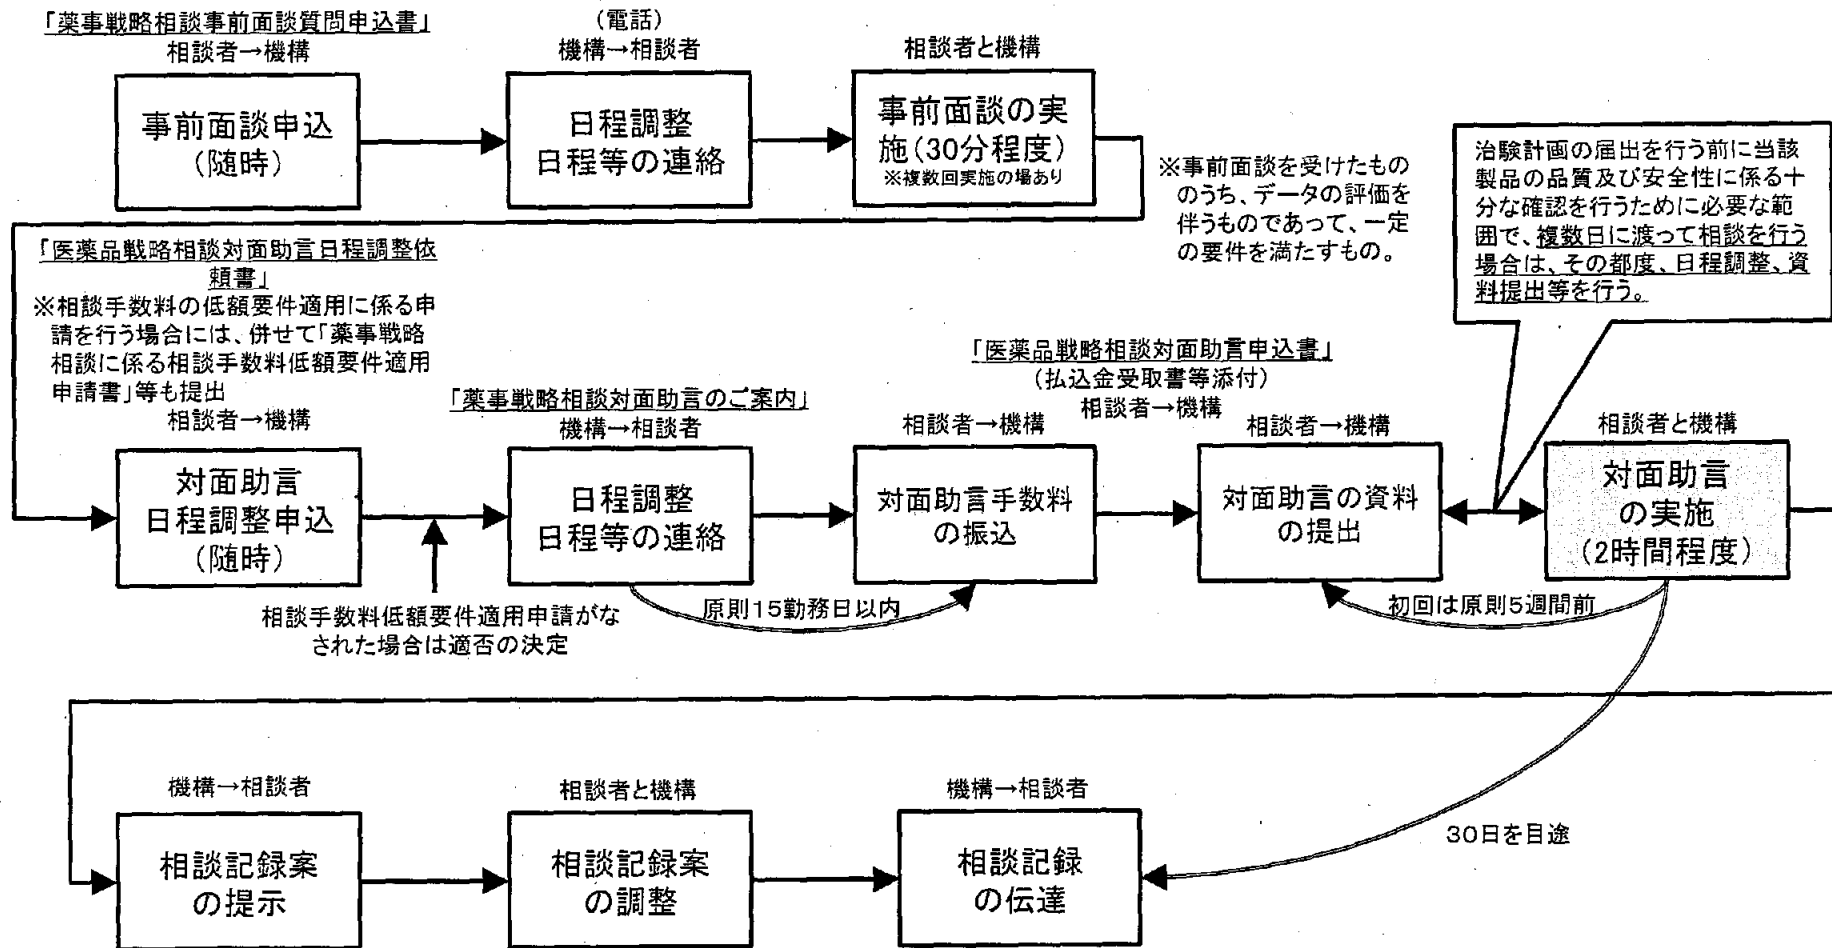 「薬事戦略相談事前面談質問申込書」
相談者→機構
事前面談申込
(随時)
(電話)
機構→相談者
日程調整
日程等の連絡
相談者と機構
事前面談の実
施(30分程度)
※複数回実施の場あり
※事前面談を受けたもの
のうち、データの評価を
伴うものであって、一定
の要件を満たすもの。
治験計画の届出を行う前に当該
製品の品質及び安全性に係る十
分な確認を行うために必要な範
囲で、複数日に渡って相談を行う
場合は、その都度、日程調整、資
料提出等を行う。
「医薬品戦略相談対面助言日程調整依
頼書」
※相談手数料の低額要件適用に係る申
請を行う場合には、併せて「薬事戦略
相談に係る相談手数料低額要件適用
申請書」等も提出
相談者→機構
対面助言
日程調整申込
(随時)
相談手数料低額要件適用申請がな
された場合は適否の決定
「薬事戦略相談対面助言のご案内」
機構→相談者
日程調整
日程等の連絡
原則15勤務日以内
相談者→機構
対面助言手数料
の振込
「医薬品戦略相談対面助言申込書」
(払込金受取書等添付)
相談者→機構
相談者→機構
対面助言の資料
の提出
初回は原則5週間前
相談者と機構
対面助言
の実施
(2時間程度)
30日を目途
機構→相談者
相談記録案
の提示
相談者と機構
相談記録案
の調整
機構→相談者
相談記録
の伝達